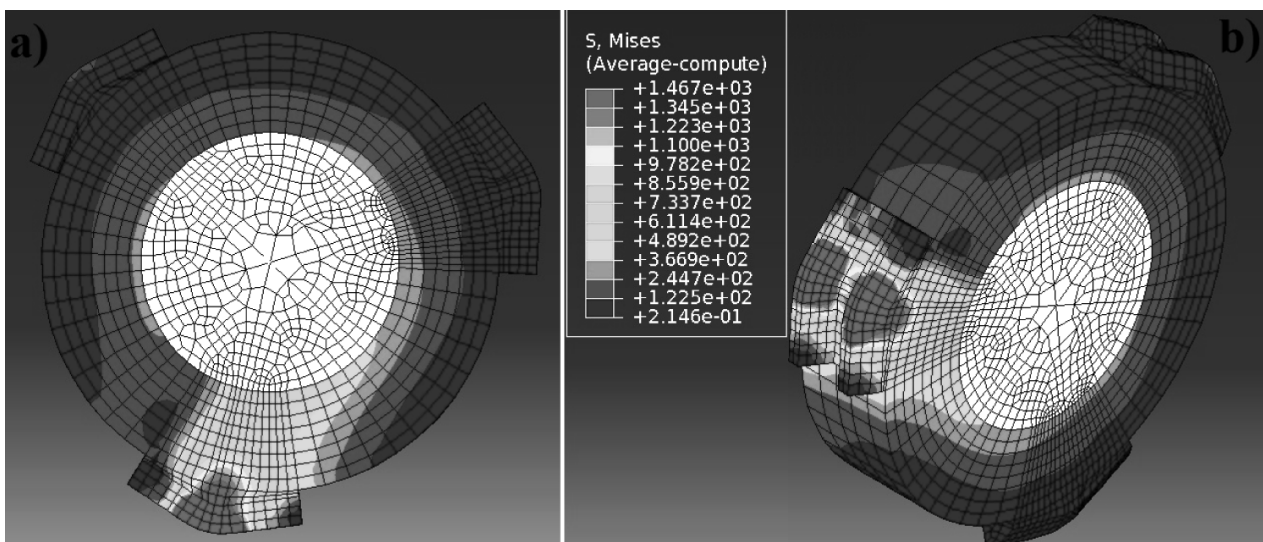 a)
S, Mises
(Average-compute)
+1.467e+03
+1.345e+03
+1.223e+03
+1.100e+03
+9.782e+02
+8.559e+02
+7.337e+02
+6.114e+02
+4.892e+02
+3.669e+02
+2.447e+02
+1.225e+02
+2.146e-01
b)